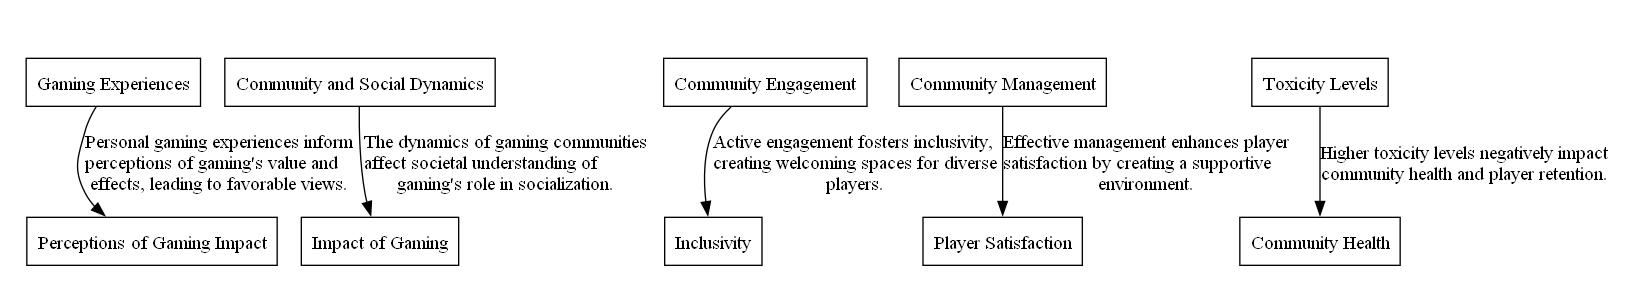 Gaming Experiences
Community and Social Dynamics
Community Engagement
Community Management
Toxicity Levels
Personal gaming experiences inform
perceptions of gaming's value and
effects, leading to favorable views.
The dynamics of gaming communities
affect societal understanding of
gaming's role in socialization.
Active engagement fosters inclusivity,
creating welcoming spaces for diverse
players.
Effective management enhances player
satisfaction by creating a supportive
environment.
Higher toxicity levels negatively impact
community health and player retention.
Perceptions of Gaming Impact
Impact of Gaming
Inclusivity
Player Satisfaction
Community Health